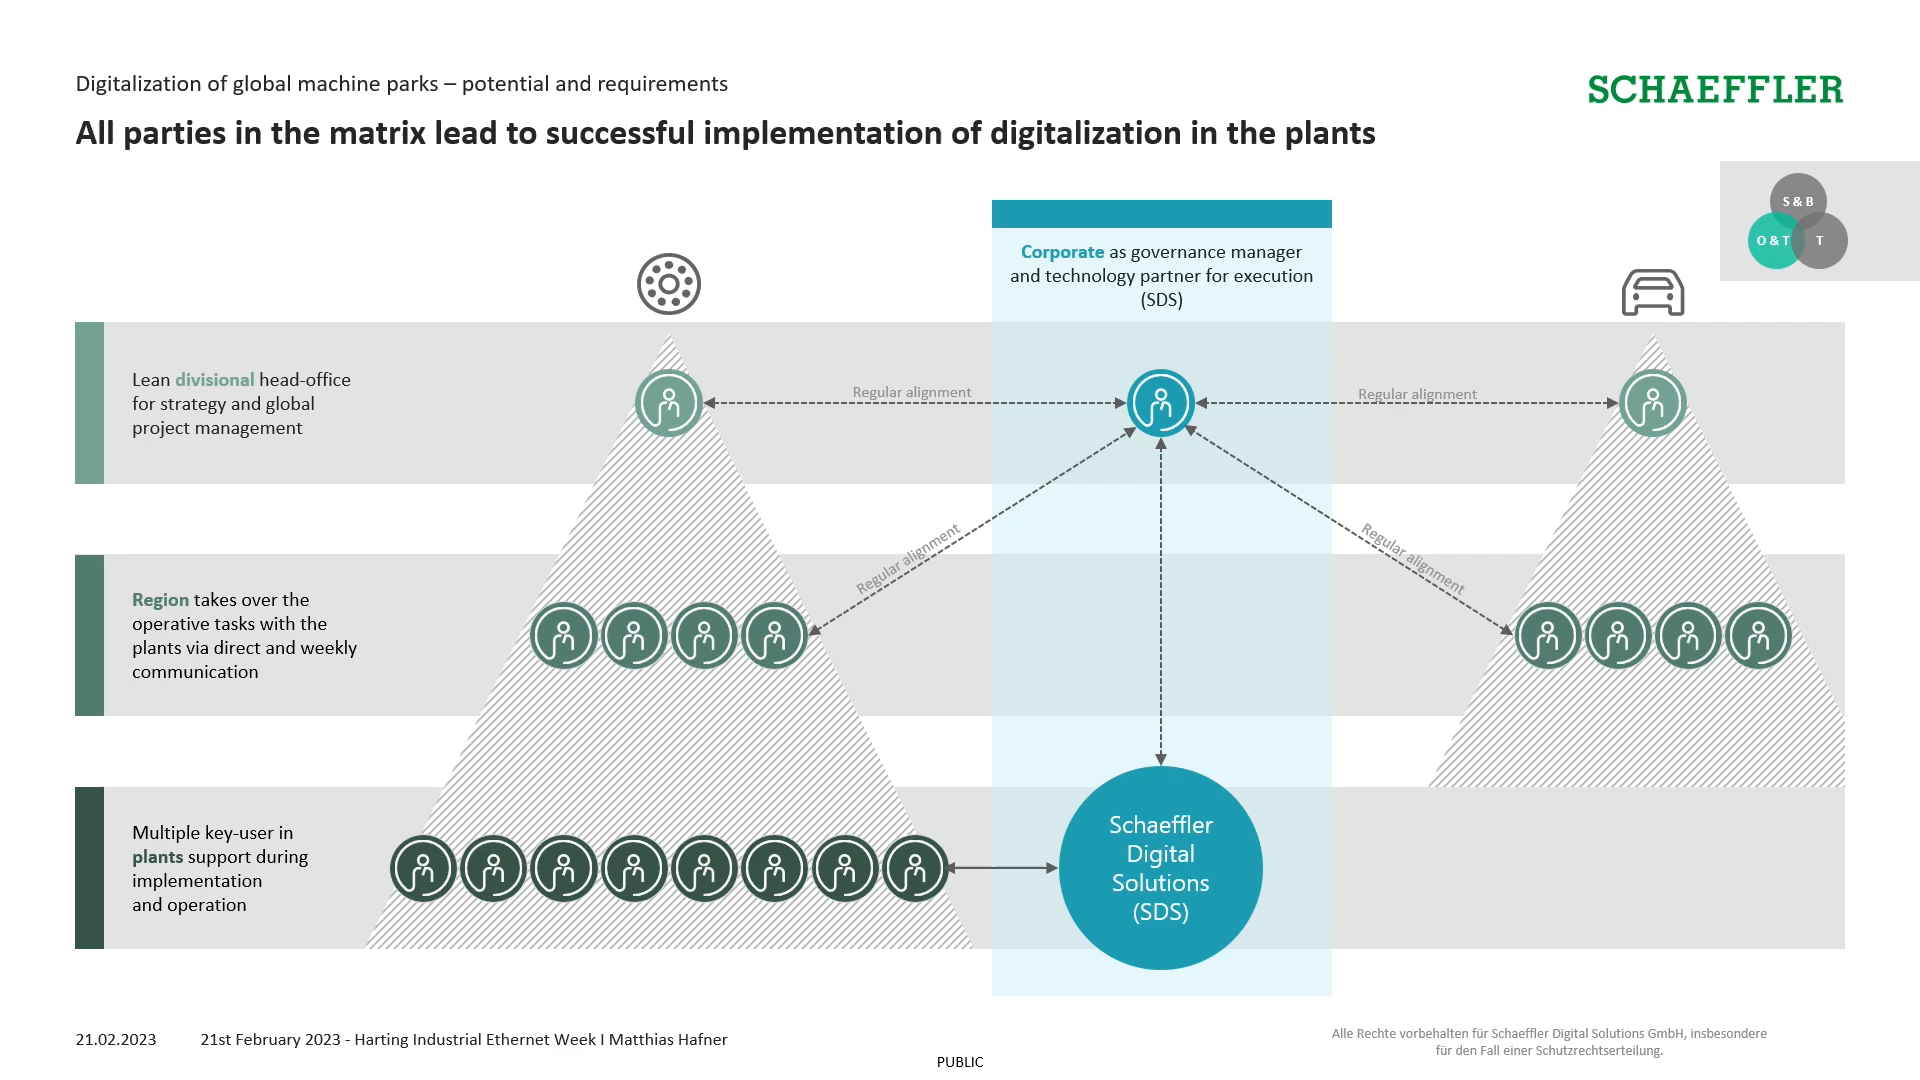 Digitalization of global machine parks – potential and requirements
SCHAEFFLER
All parties in the matrix lead to successful implementation of digitalization in the plants
S & B
O & T
T
Corporate as governance manager
and technology partner for execution
(SDS)
Lean divisional head-office
for strategy and global
project management
Regular alignment
Regular alignment
Regular alignment
Regular alignment
Region takes over the
operative tasks with the
plants via direct and weekly
communication
Multiple key-user in
plants support during
implementation
and operation
Schaeffler
Digital
Solutions
(SDS)
21.02.2023
21st February 2023 - Harting Industrial Ethernet Week I Matthias Hafner
PUBLIC
Alle Rechte vorbehalten für Schaeffler Digital Solutions GmbH, insbesondere
für den Fall einer Schutzrechtserteilung.